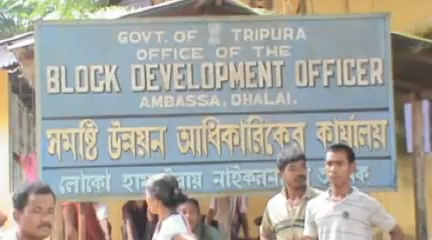 GOVT. OF TRIPURA
OFFICE OF THE
BLOCK DEVELOPMENT OFFICER
AMBASSA, DHALAI.
সমষ্টি উন্নয়ন আধিকারিকের কার্যালয়
লোকো